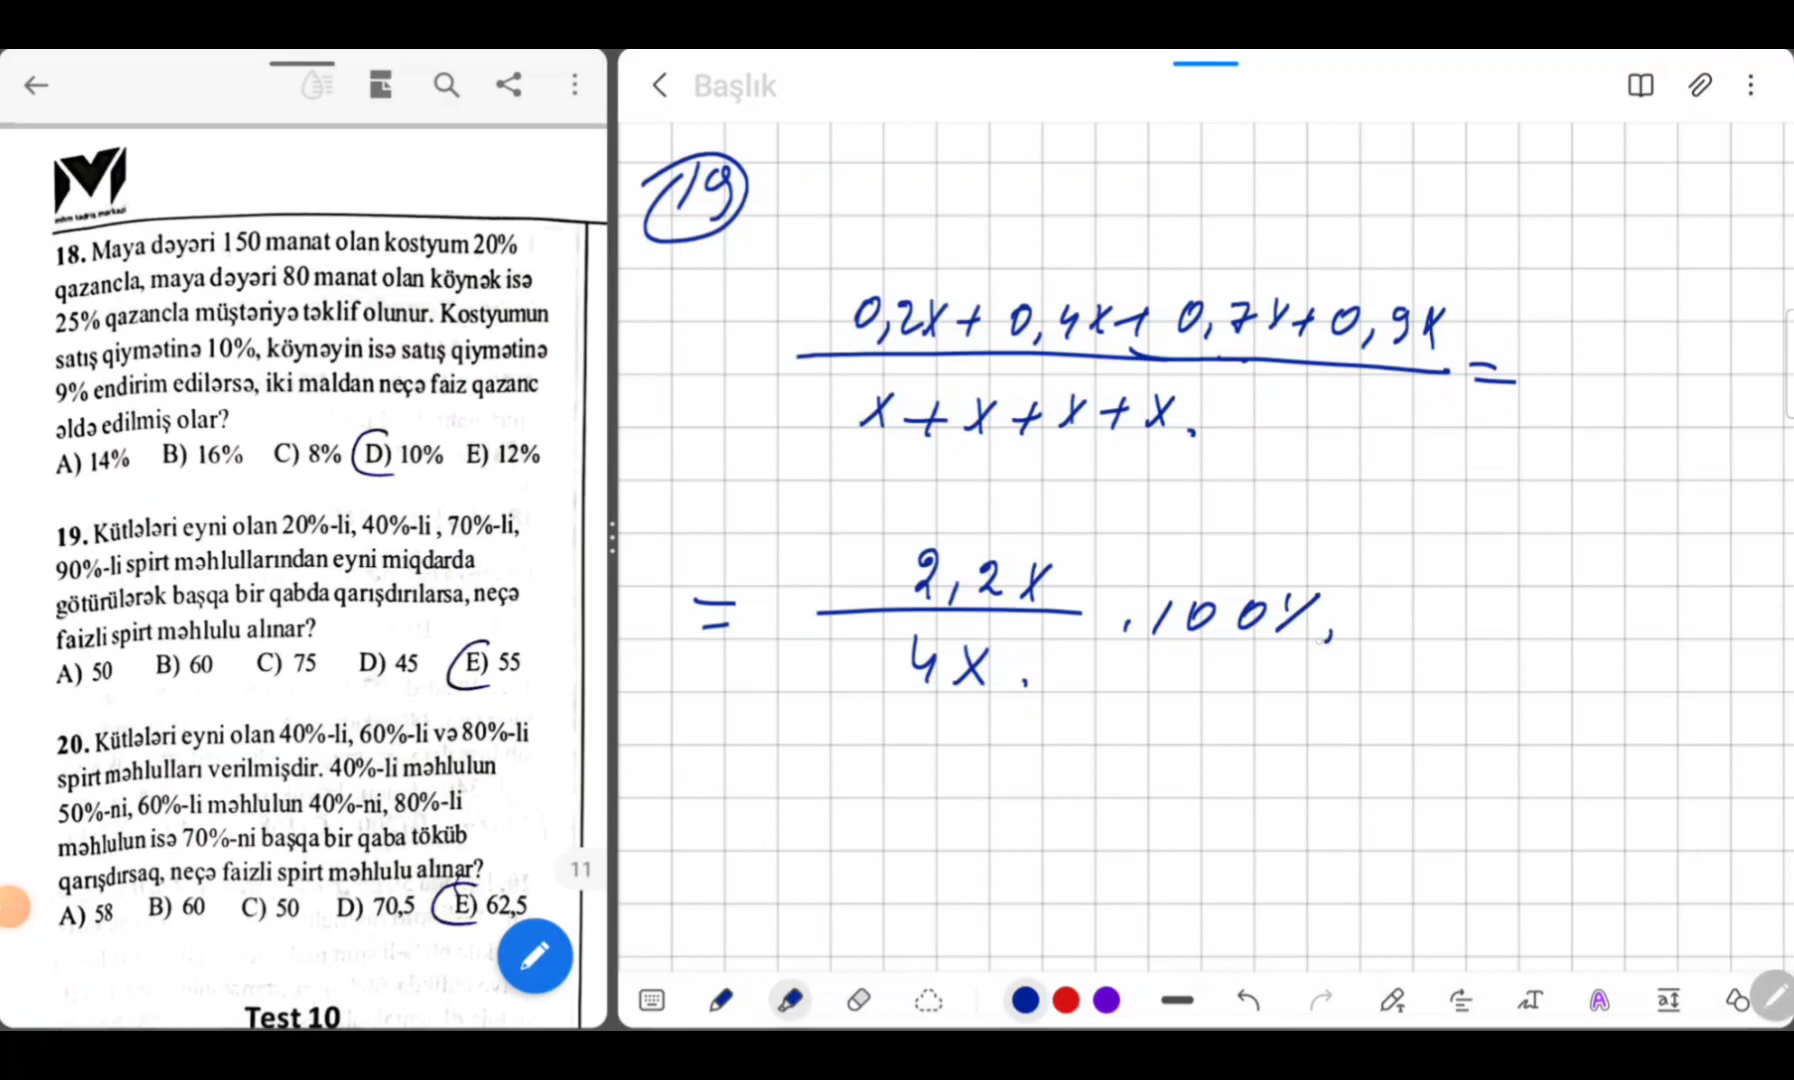 Başlık
18. Maya dəyəri 150 manat olan kostyum 20%
qazancla, maya dəyəri 80 manat olan köynək isə
25% qazancla müştəriyə təklif olunur. Kostyumun
satış qiymətinə 10%, köynəyin isə satış qiymətinə
9% endirim edilərsə, iki maldan neçə faiz qazanc
əldə edilmiş olar?
A) 14% B) 16% C) 8% D) 10% E) 12%
19. Kütlələri eyni olan 20%-li, 40%-li , 70%-li,
90%-li spirt məhlullarından eyni miqdarda
götürülərək başqa bir qabda qarışdırılarsa, neçə
faizli spirt məhlulu alınar?
A) 50 B) 60 C) 75 D) 45 E) 55
20. Kütlələri eyni olan 40%-li, 60%-li və 80%-li
spirt məhlulları verilmişdir. 40%-li məhlulun
50%-ni, 60%-li məhlulun 40%-ni, 80%-li
məhlulun isə 70%-ni başqa bir qaba töküb
qarışdırsaq, neçə faizli spirt məhlulu alınar?
A) 58 B) 60 C) 50 D) 70,5 E) 62,5
11
Test 10
19
0,2x + 0,4x + 0,7x + 0,9x
=
x + x + x + x.
2,2x
= . 100%,
4x.